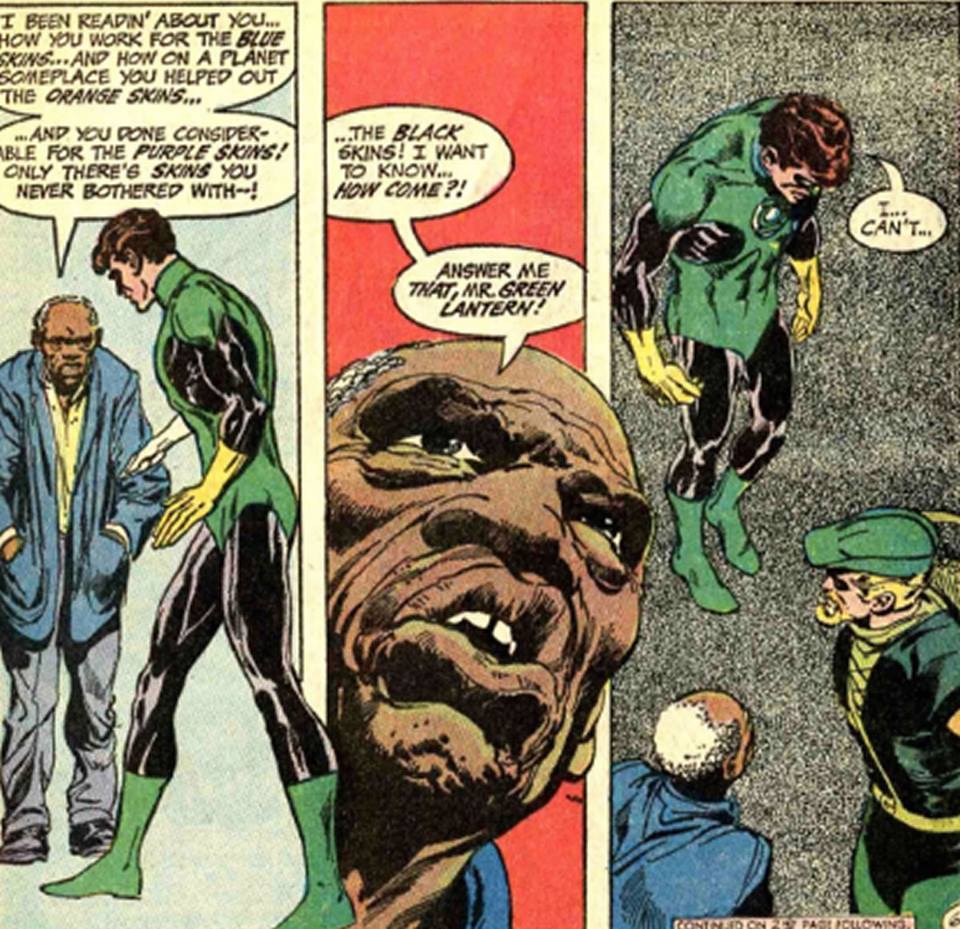 I BEEN READIN' ABOUT YOU...
HOW YOU WORK FOR THE BLUE
SKINS... AND HOW ON A PLANET
SOMEPLACE YOU HELPED OUT
THE ORANGE SKINS...
...AND YOU DONE CONSIDER-
ABLE FOR THE PURPLE SKINS!
ONLY THERE'S SKINS YOU
NEVER BOTHERED WITH--!
...THE BLACK
SKINS! I WANT
TO KNOW...
HOW COME?!
ANSWER ME
THAT, MR. GREEN
LANTERN!
I...
CAN'T...
CONTINUED ON 2ND PAGE FOLLOWING.